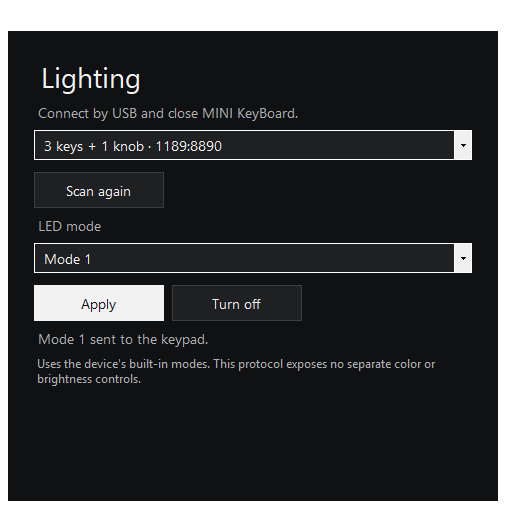 Lighting
Connect by USB and close MINI KeyBoard.
3 keys + 1 knob · 1189:8890
Scan again
LED mode
Mode 1
Apply Turn off
Mode 1 sent to the keypad.
Uses the device's built-in modes. This protocol exposes no separate color or
brightness controls.